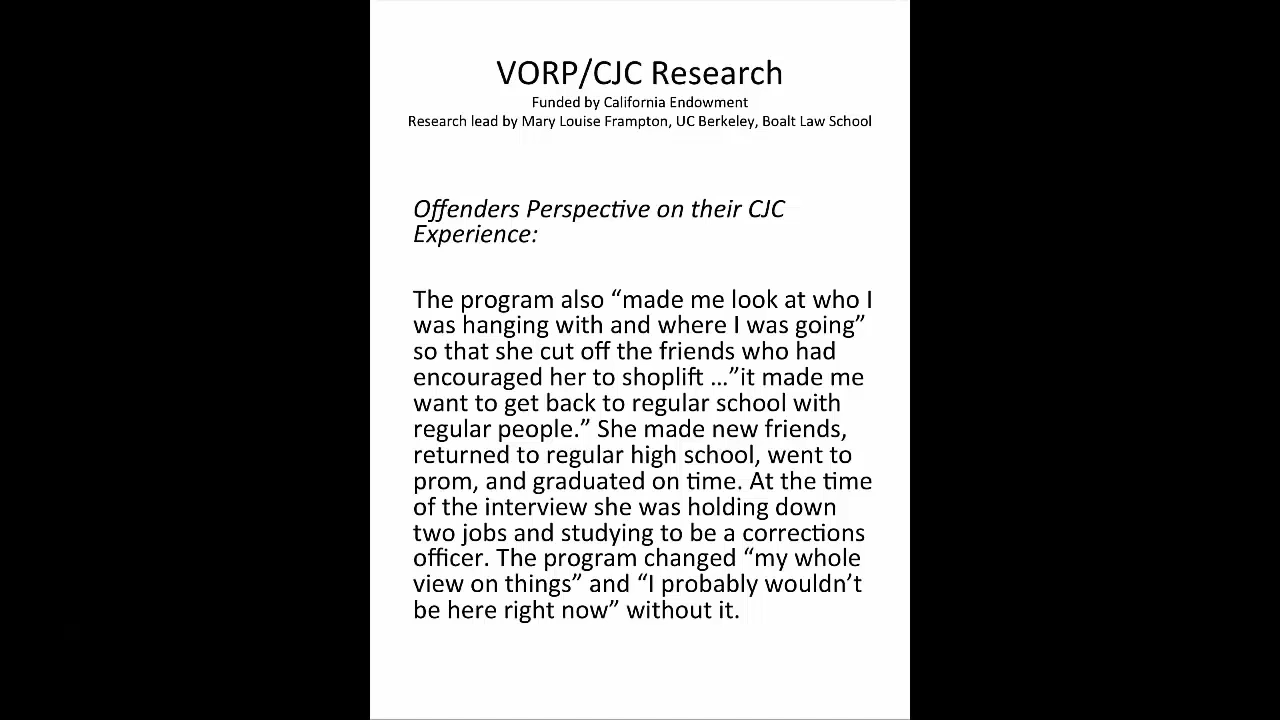 VORP/CJC Research
Funded by California Endowment
Research lead by Mary Louise Frampton, UC Berkeley, Boalt Law School
Offenders Perspective on their CJC
Experience:
The program also “made me look at who I
was hanging with and where I was going”
so that she cut off the friends who had
encouraged her to shoplift …”it made me
want to get back to regular school with
regular people.” She made new friends,
returned to regular high school, went to
prom, and graduated on time. At the time
of the interview she was holding down
two jobs and studying to be a corrections
officer. The program changed “my whole
view on things” and “I probably wouldn’t
be here right now” without it.